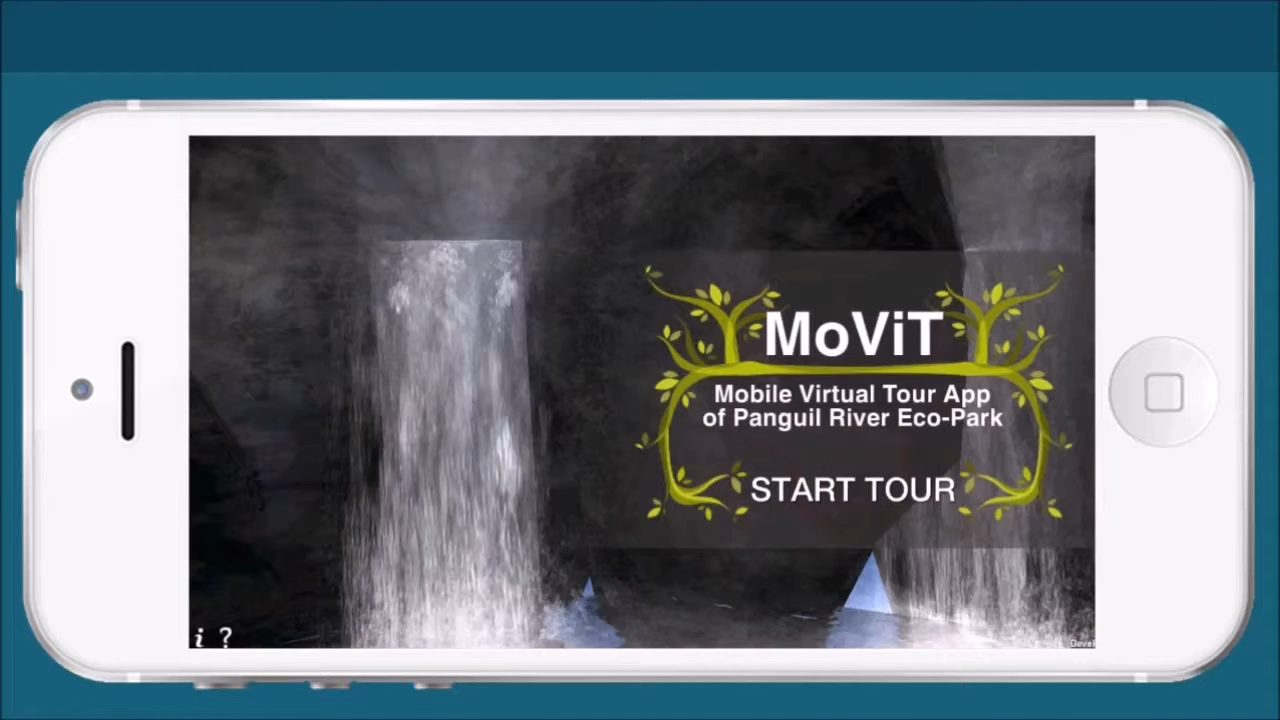 MoViT
Mobile Virtual Tour App
of Panguil River Eco-Park
START TOUR
i ?